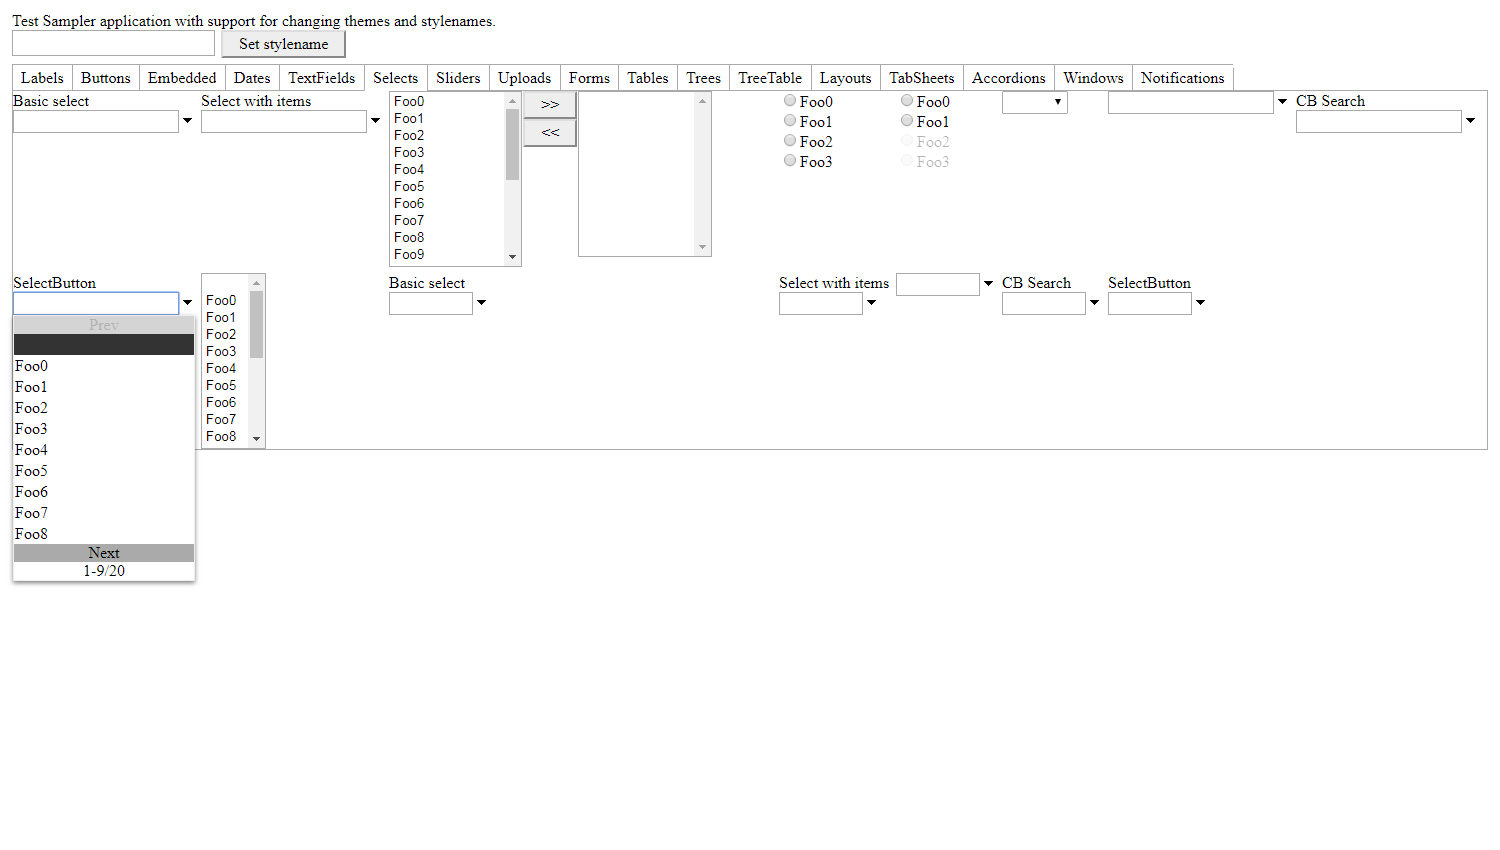 Test Sampler application with support for changing themes and stylenames.
Set stylename
Labels Buttons Embedded Dates TextFields Selects Sliders Uploads Forms Tables Trees TreeTable Layouts TabSheets Accordions Windows Notifications
Basic select
Select with items
Foo0
Foo1
Foo2
Foo3
Foo4
Foo5
Foo6
Foo7
Foo8
Foo9
>>
<<
Foo0
Foo1
Foo2
Foo3
Foo0
Foo1
Foo2
Foo3
CB Search
SelectButton
Prev
Foo0
Foo1
Foo2
Foo3
Foo4
Foo5
Foo6
Foo7
Foo8
Next
1-9/20
Foo0
Foo1
Foo2
Foo3
Foo4
Foo5
Foo6
Foo7
Foo8
Basic select
Select with items
CB Search
SelectButton